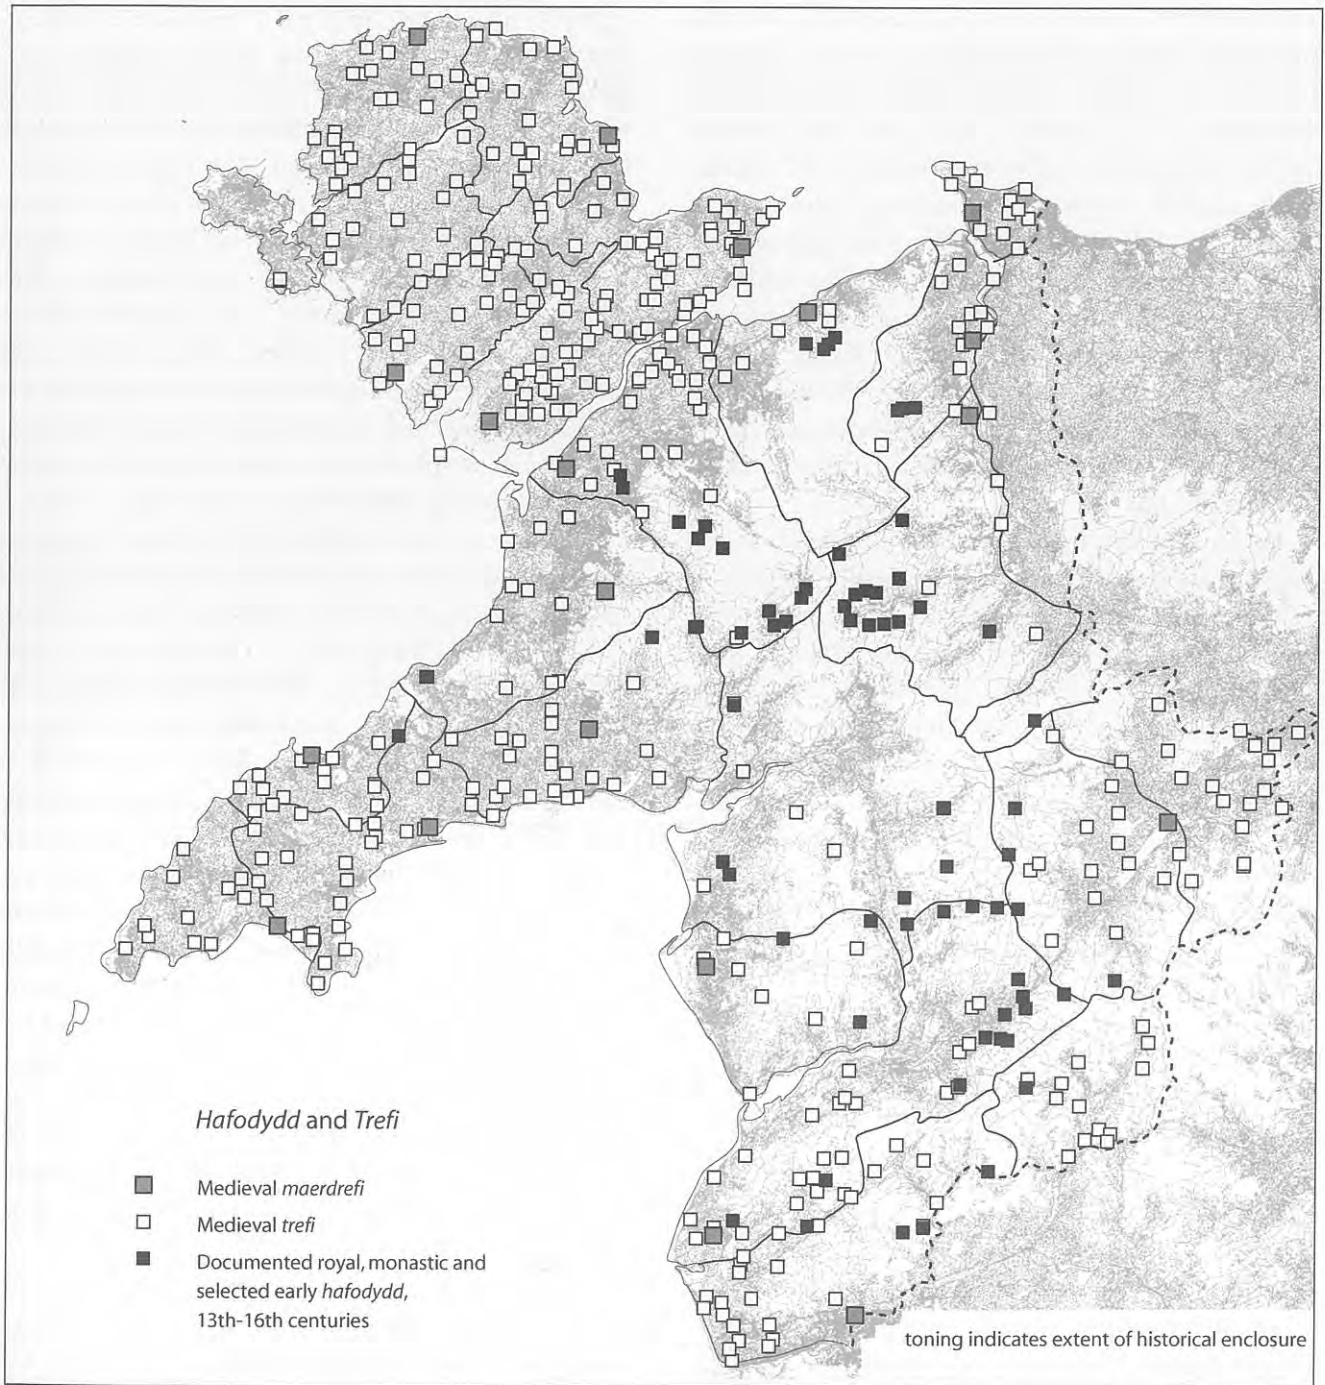 Hafodydd and Trefi
Medieval maerdrefi
Medieval trefi
Documented royal, monastic and
selected early hafodydd,
13th-16th centuries
toning indicates extent of historical enclosure